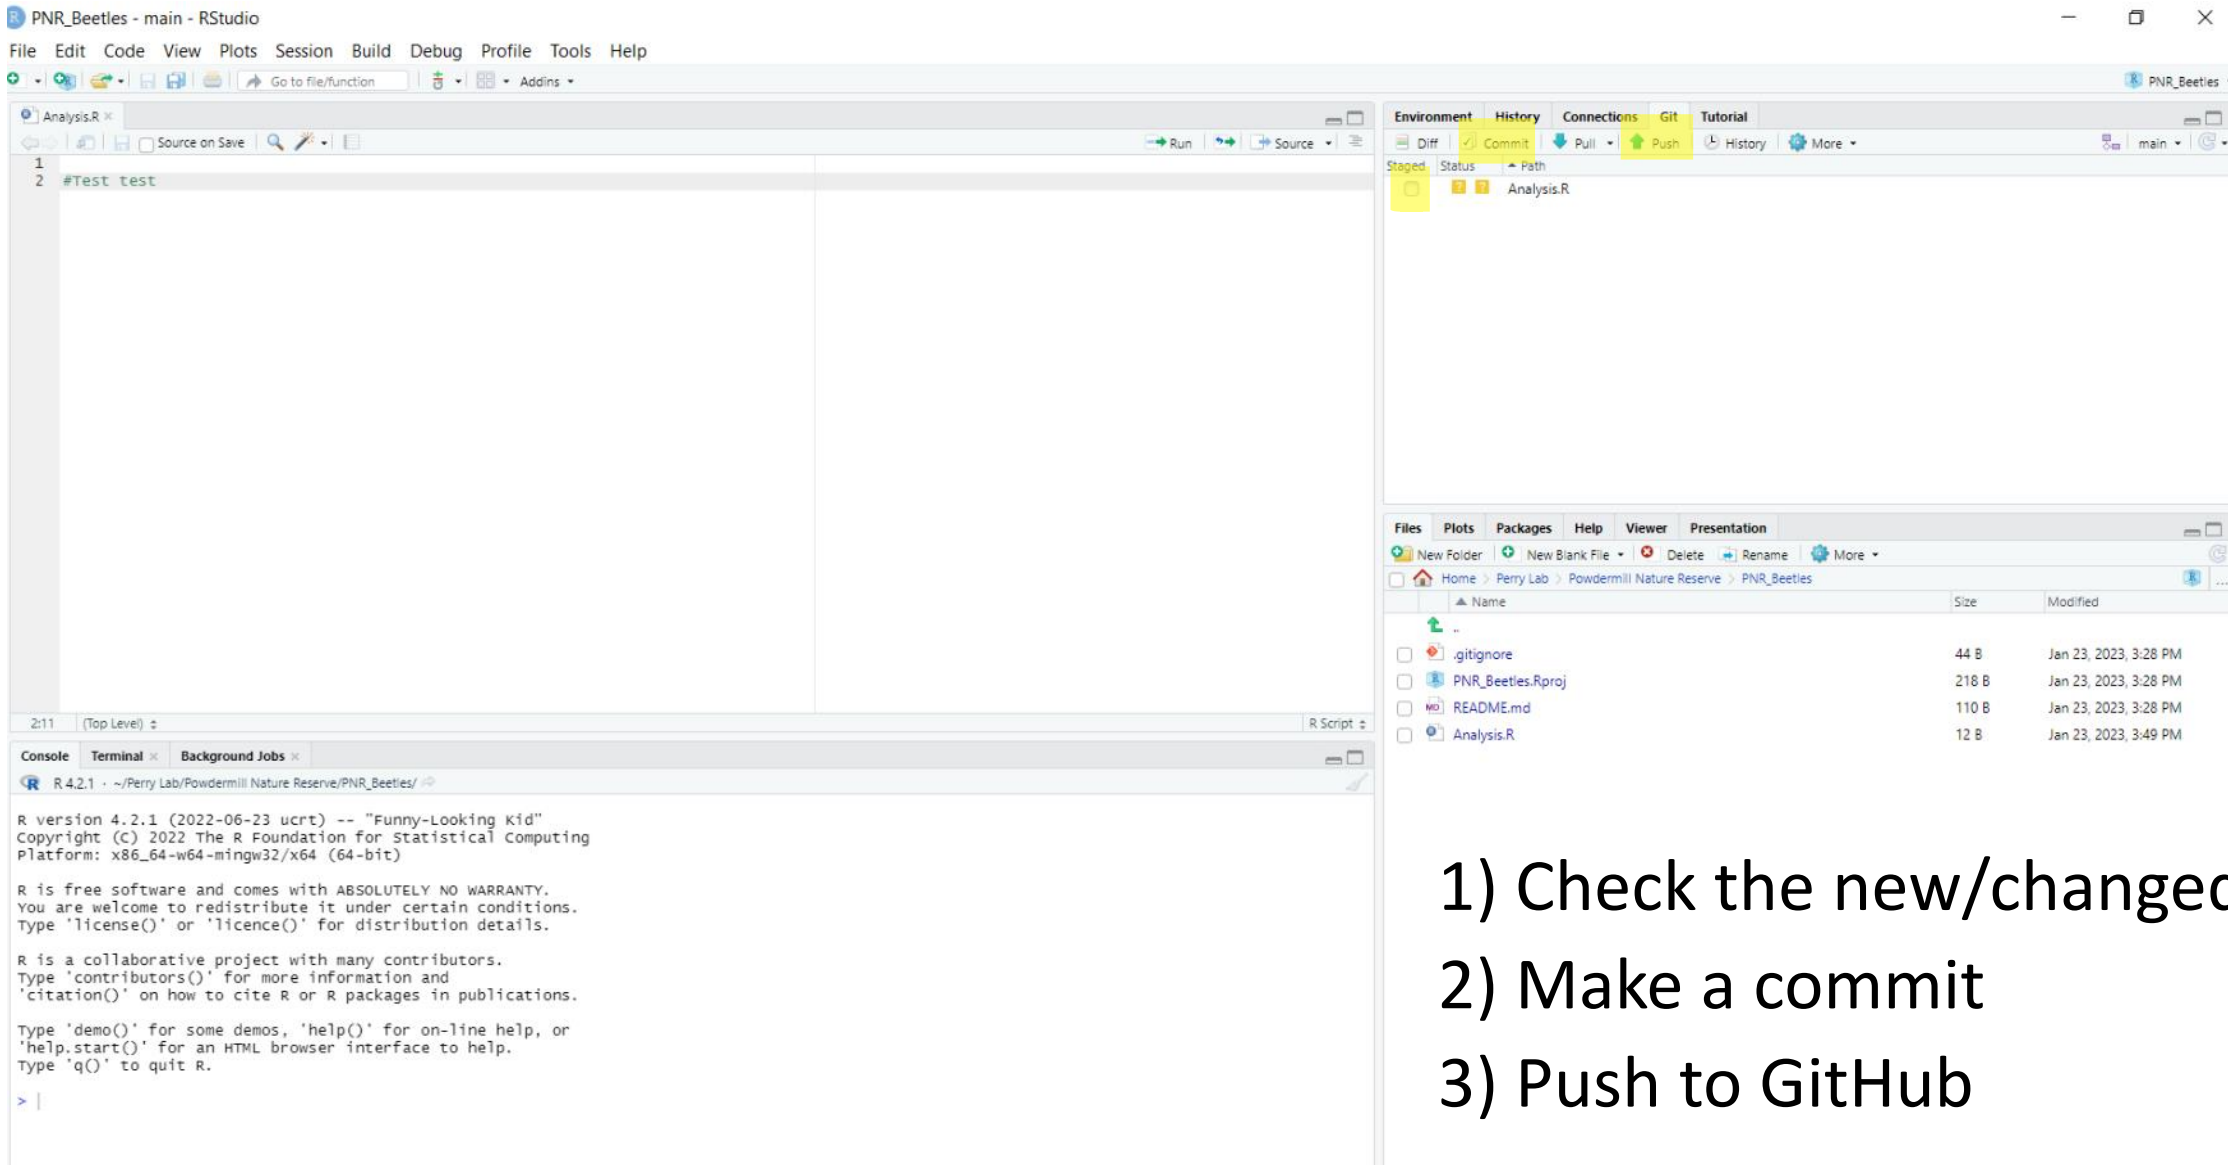 PNR_Beetles - main - RStudio
File Edit Code View Plots Session Build Debug Profile Tools Help
Go to file/function Addins PNR_Beetles
Analysis.R
Source on Save Run Source
1
2 #Test test
2:11 (Top Level) R Script
Console Terminal Background Jobs
R 4.2.1 · ~/Perry Lab/Powdermill Nature Reserve/PNR_Beetles/
R version 4.2.1 (2022-06-23 ucrt) -- "Funny-Looking Kid"
Copyright (C) 2022 The R Foundation for Statistical Computing
Platform: x86_64-w64-mingw32/x64 (64-bit)
R is free software and comes with ABSOLUTELY NO WARRANTY.
You are welcome to redistribute it under certain conditions.
Type 'license()' or 'licence()' for distribution details.
R is a collaborative project with many contributors.
Type 'contributors()' for more information and
'citation()' on how to cite R or R packages in publications.
Type 'demo()' for some demos, 'help()' for on-line help, or
'help.start()' for an HTML browser interface to help.
Type 'q()' to quit R.
>
Environment History Connections Git Tutorial
Diff Commit Pull Push History More main
Staged Status Path
? ? Analysis.R
Files Plots Packages Help Viewer Presentation
New Folder New Blank File Delete Rename More
Home > Perry Lab > Powdermill Nature Reserve > PNR_Beetles ...
Name Size Modified
..
.gitignore 44 B Jan 23, 2023, 3:28 PM
PNR_Beetles.Rproj 218 B Jan 23, 2023, 3:28 PM
README.md 110 B Jan 23, 2023, 3:28 PM
Analysis.R 12 B Jan 23, 2023, 3:49 PM
1) Check the new/changed
2) Make a commit
3) Push to GitHub